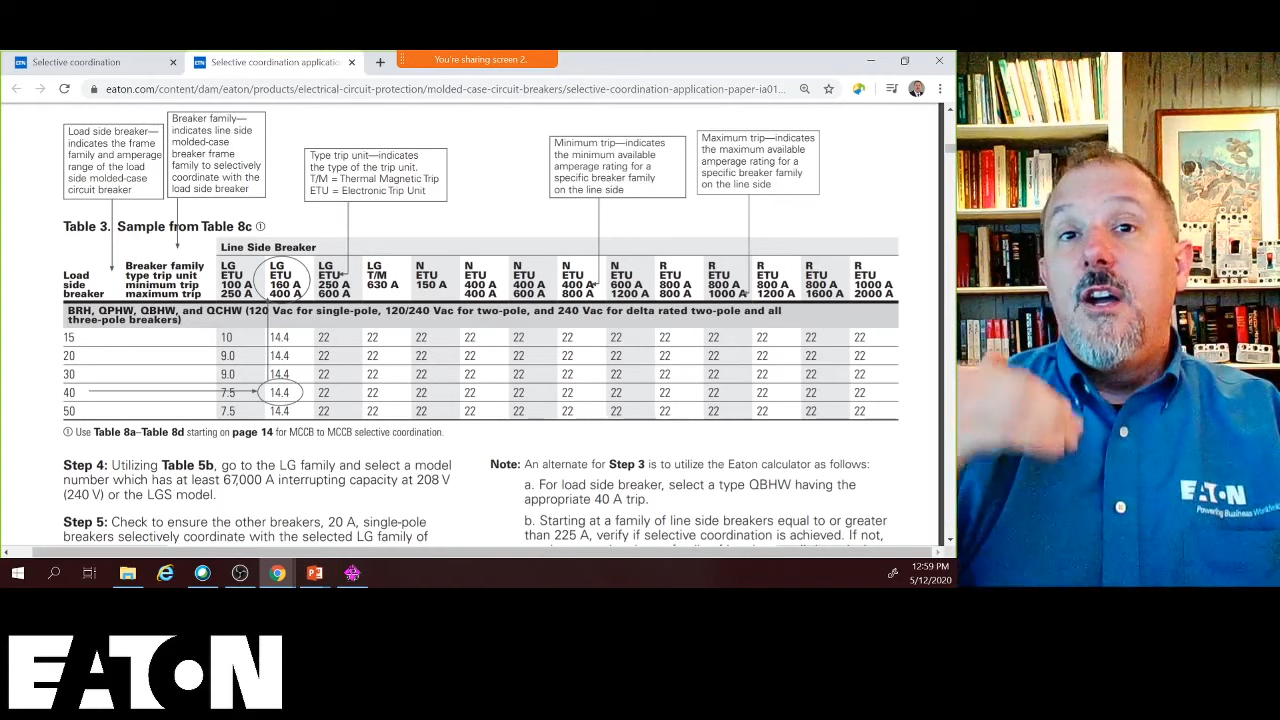 Selective coordination
Selective coordination applicatio
You're sharing screen 2.
eaton.com/content/dam/eaton/products/electrical-circuit-protection/molded-case-circuit-breakers/selective-coordination-application-paper-ia01...
Load side breaker—
indicates the frame
family and amperage
range of the load
side molded-case
circuit breaker
Breaker family—
indicates line side
molded-case
breaker frame
family to selectively
coordinate with the
load side breaker
Type trip unit—indicates
the type of the trip unit.
T/M = Thermal Magnetic Trip
ETU = Electronic Trip Unit
Minimum trip—indicates
the minimum available
amperage rating for a
specific breaker family
on the line side
Maximum trip—indicates
the maximum available
amperage rating for a
specific breaker family
on the line side
Table 3. Sample from Table 8c ①
Line Side Breaker
Load
side
breaker
Breaker family
type trip unit
minimum trip
maximum trip
LG
ETU
100 A
250 A
LG
ETU
160 A
400 A
LG
ETU
250 A
600 A
LG
T/M
630 A
N
ETU
150 A
N
ETU
400 A
400 A
N
ETU
400 A
600 A
N
ETU
400 A
800 A
N
ETU
600 A
1200 A
R
ETU
800 A
800 A
R
ETU
800 A
1000 A
R
ETU
800 A
1200 A
R
ETU
800 A
1600 A
R
ETU
1000 A
2000 A
BRH, QPHW, QBHW, and QCHW (120 Vac for single-pole, 120/240 Vac for two-pole, and 240 Vac for delta rated two-pole and all
three-pole breakers)
15 10 14.4 22 22 22 22 22 22 22 22 22 22 22 22
20 9.0 14.4 22 22 22 22 22 22 22 22 22 22 22 22
30 9.0 14.4 22 22 22 22 22 22 22 22 22 22 22 22
40 7.5 14.4 22 22 22 22 22 22 22 22 22 22 22 22
50 7.5 14.4 22 22 22 22 22 22 22 22 22 22 22 22
① Use Table 8a–Table 8d starting on page 14 for MCCB to MCCB selective coordination.
Step 4: Utilizing Table 5b, go to the LG family and select a model
number which has at least 67,000 A interrupting capacity at 208 V
(240 V) or the LGS model.
Step 5: Check to ensure the other breakers, 20 A, single-pole
breakers selectively coordinate with the selected LG family of
Note: An alternate for Step 3 is to utilize the Eaton calculator as follows:
a. For load side breaker, select a type QBHW having the
appropriate 40 A trip.
b. Starting at a family of line side breakers equal to or greater
than 225 A, verify if selective coordination is achieved. If not,
12:59 PM
5/12/2020
EATON
Powering Business
EATON